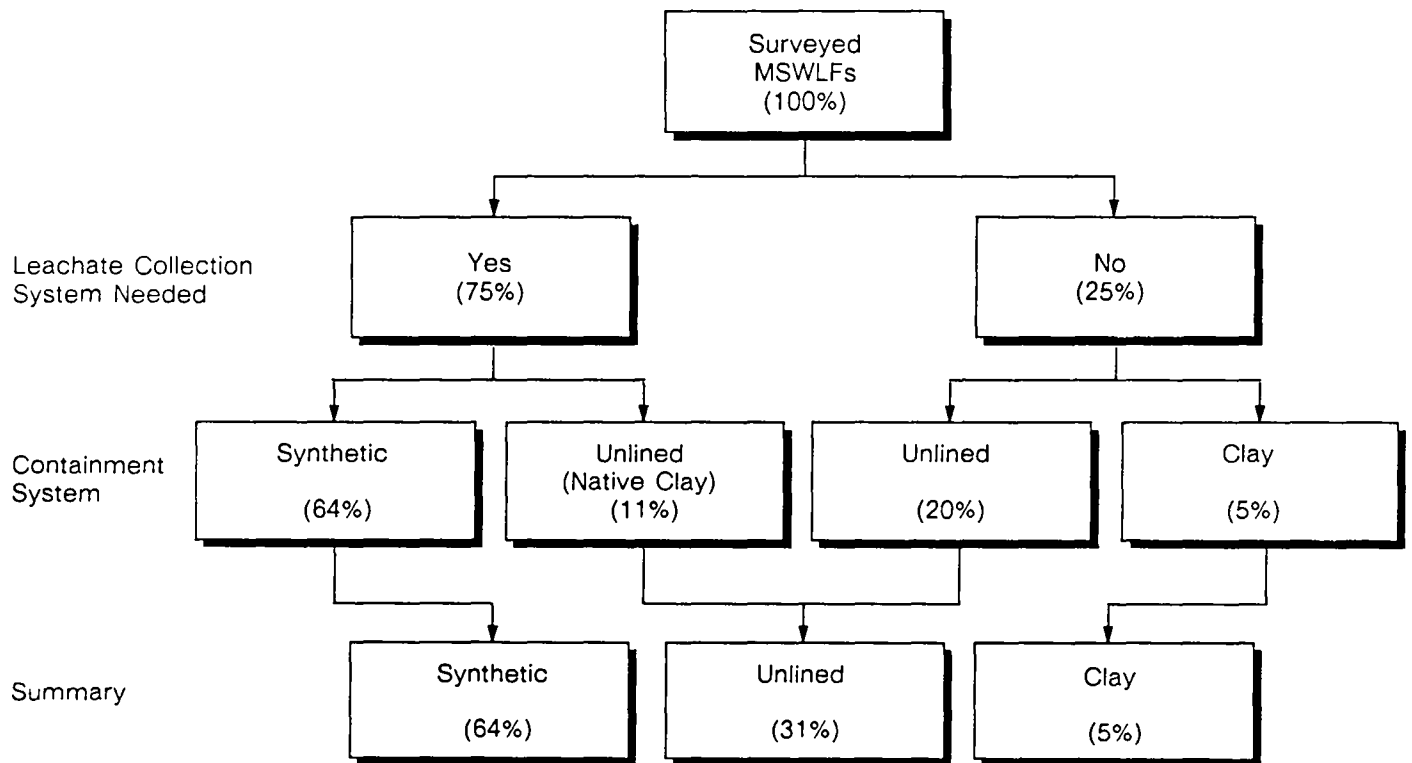 Surveyed
MSWLFs
(100%)
Leachate Collection
System Needed
Yes
(75%)
No
(25%)
Containment
System
Synthetic
(64%)
Unlined
(Native Clay)
(11%)
Unlined
(20%)
Clay
(5%)
Summary
Synthetic
(64%)
Unlined
(31%)
Clay
(5%)